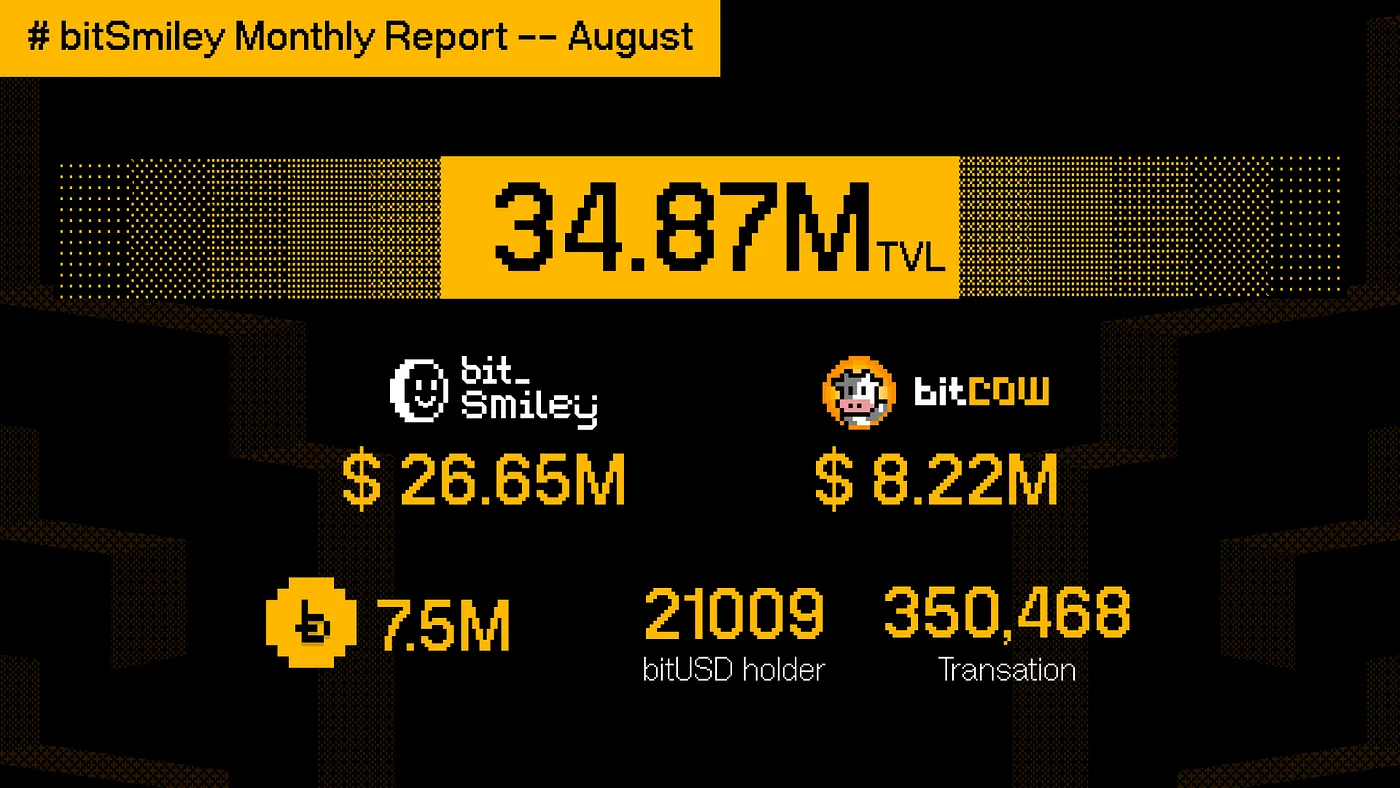 # bitSmiley Monthly Report -- August
34.87M TVL
bit_
Smiley
bitcow
$ 26.65M
$ 8.22M
7.5M
21009
bitUSD holder
350,468
Transation